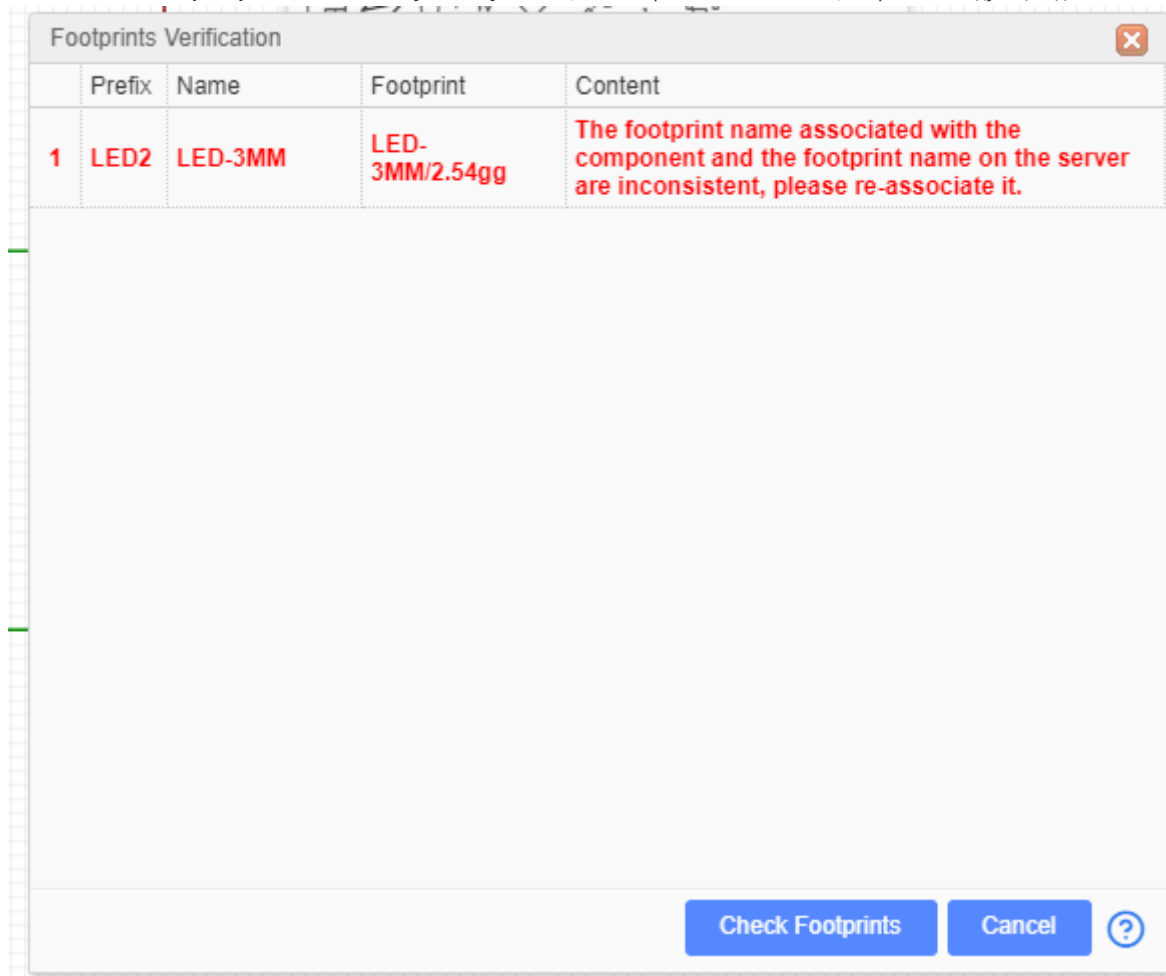 Footprints Verification
Prefix Name Footprint Content
1 LED2 LED-3MM LED-3MM/2.54gg The footprint name associated with the
component and the footprint name on the server
are inconsistent, please re-associate it.
Check Footprints Cancel